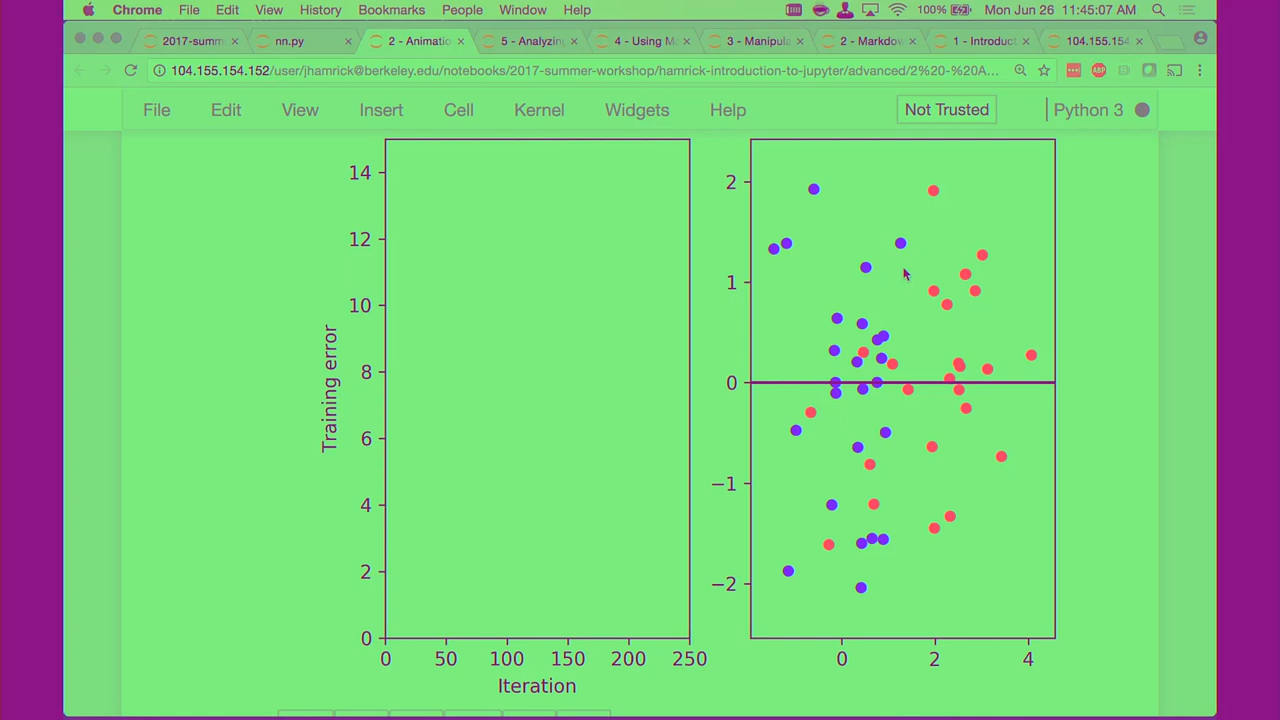 Chrome File Edit View History Bookmarks People Window Help 100% Mon Jun 26 11:45:07 AM
2017-summ nn.py 2 - Animatio 5 - Analyzing 4 - Using M 3 - Manipula 2 - Markdow 1 - Introduct 104.155.154
104.155.154.152/user/jhamrick@berkeley.edu/notebooks/2017-summer-workshop/hamrick-introduction-to-jupyter/advanced/2%20-%20A...
ABP
File Edit View Insert Cell Kernel Widgets Help Not Trusted Python 3
14
12
10
8
6
4
2
0
Training error
0 50 100 150 200 250
Iteration
2
1
0
−1
−2
0 2 4